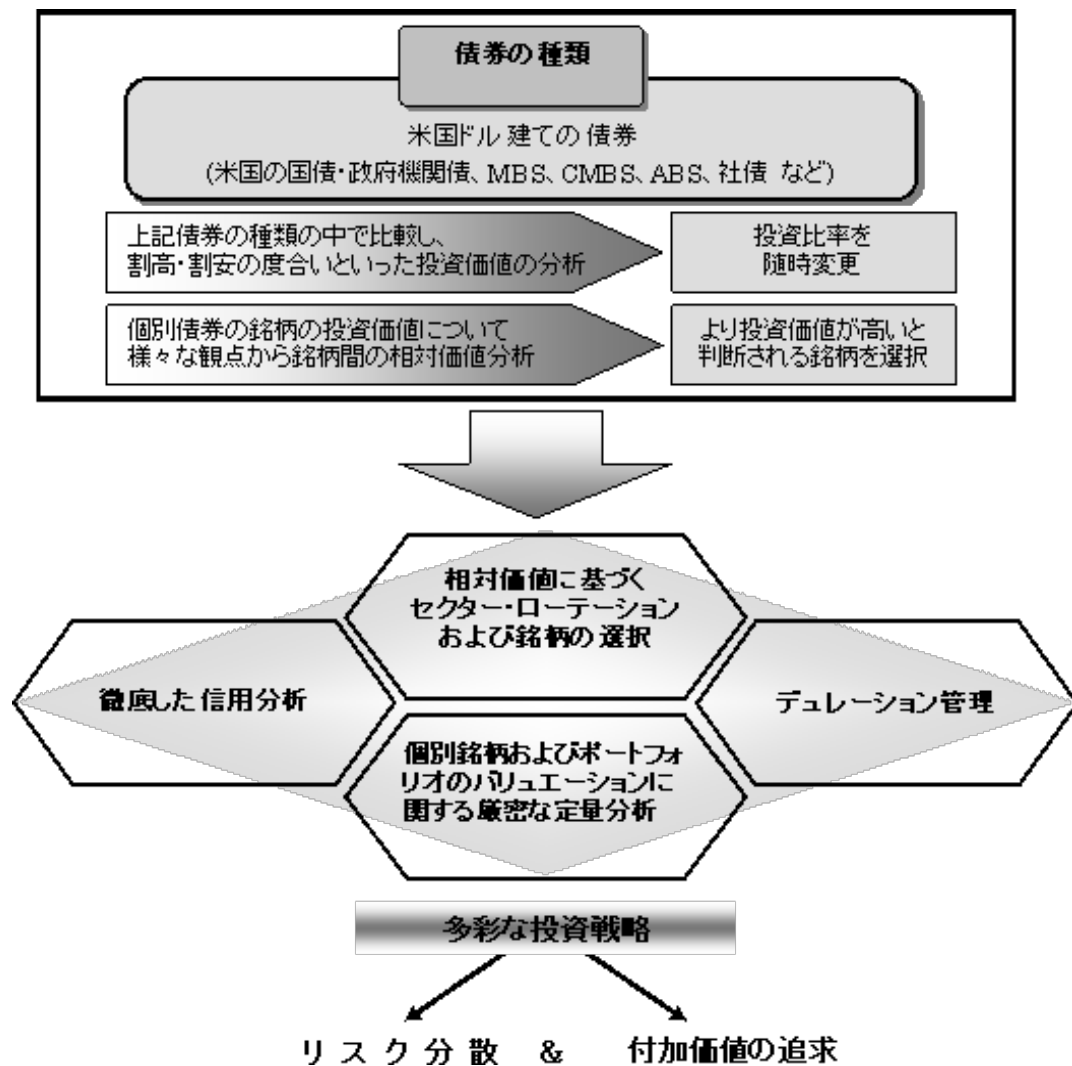 債券の種類
米国ドル建ての債券
(米国の国債・政府機関債、MBS、CMBS、ABS、社債 など)
上記債券の種類の中で比較し、
割高・割安の度合いといった投資価値の分析
投資比率を
随時変更
個別債券の銘柄の投資価値について
様々な観点から銘柄間の相対価値分析
より投資価値が高いと
判断される銘柄を選択
相対価値に基づく
セクター・ローテーション
および銘柄の選択
徹底した信用分析
デュレーション管理
個別銘柄およびポートフォ
リオのバリュエーションに
関する厳密な定量分析
多彩な投資戦略
リスク分散 & 付加価値の追求